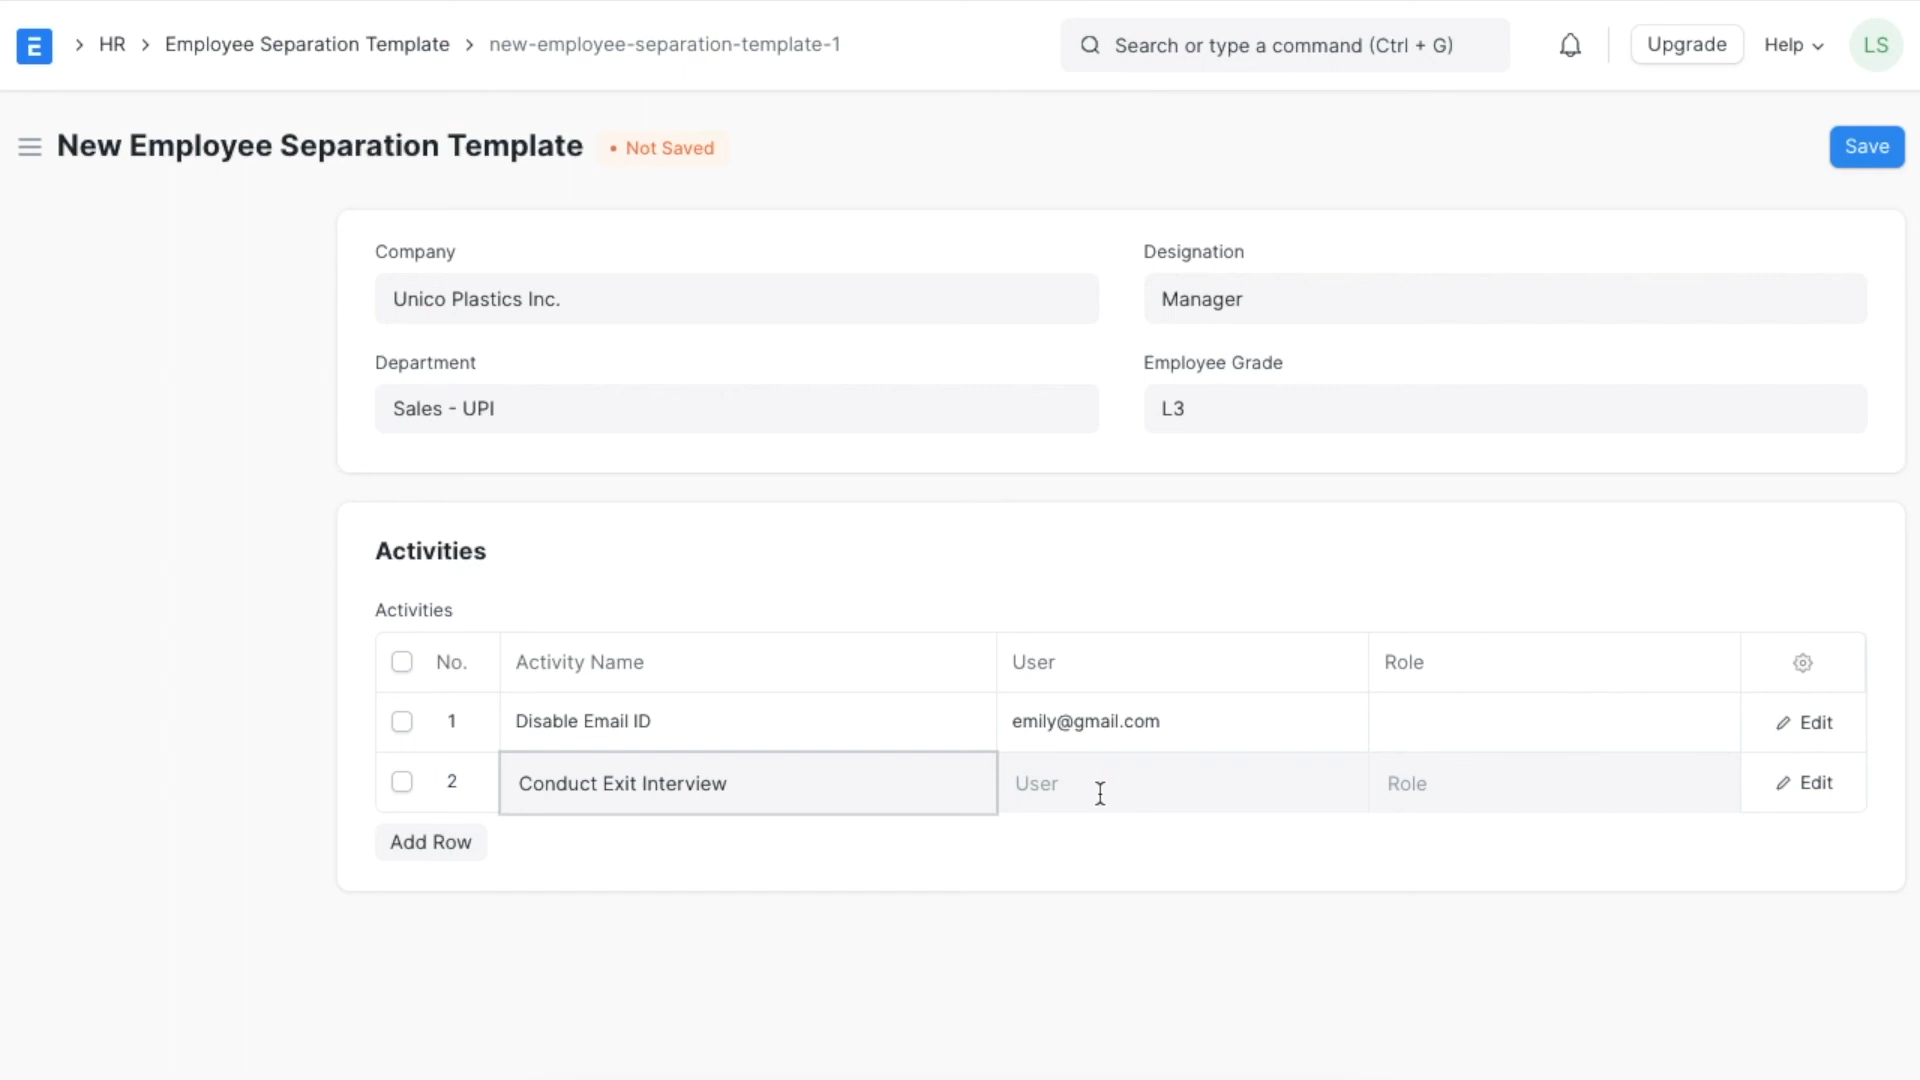 E > HR > Employee Separation Template > new-employee-separation-template-1 Search or type a command (Ctrl + G) Upgrade Help LS
New Employee Separation Template • Not Saved Save
Company Designation
Unico Plastics Inc. Manager
Department Employee Grade
Sales - UPI L3
Activities
Activities
No. Activity Name User Role
1 Disable Email ID emily@gmail.com Edit
2 Conduct Exit Interview User Role Edit
Add Row